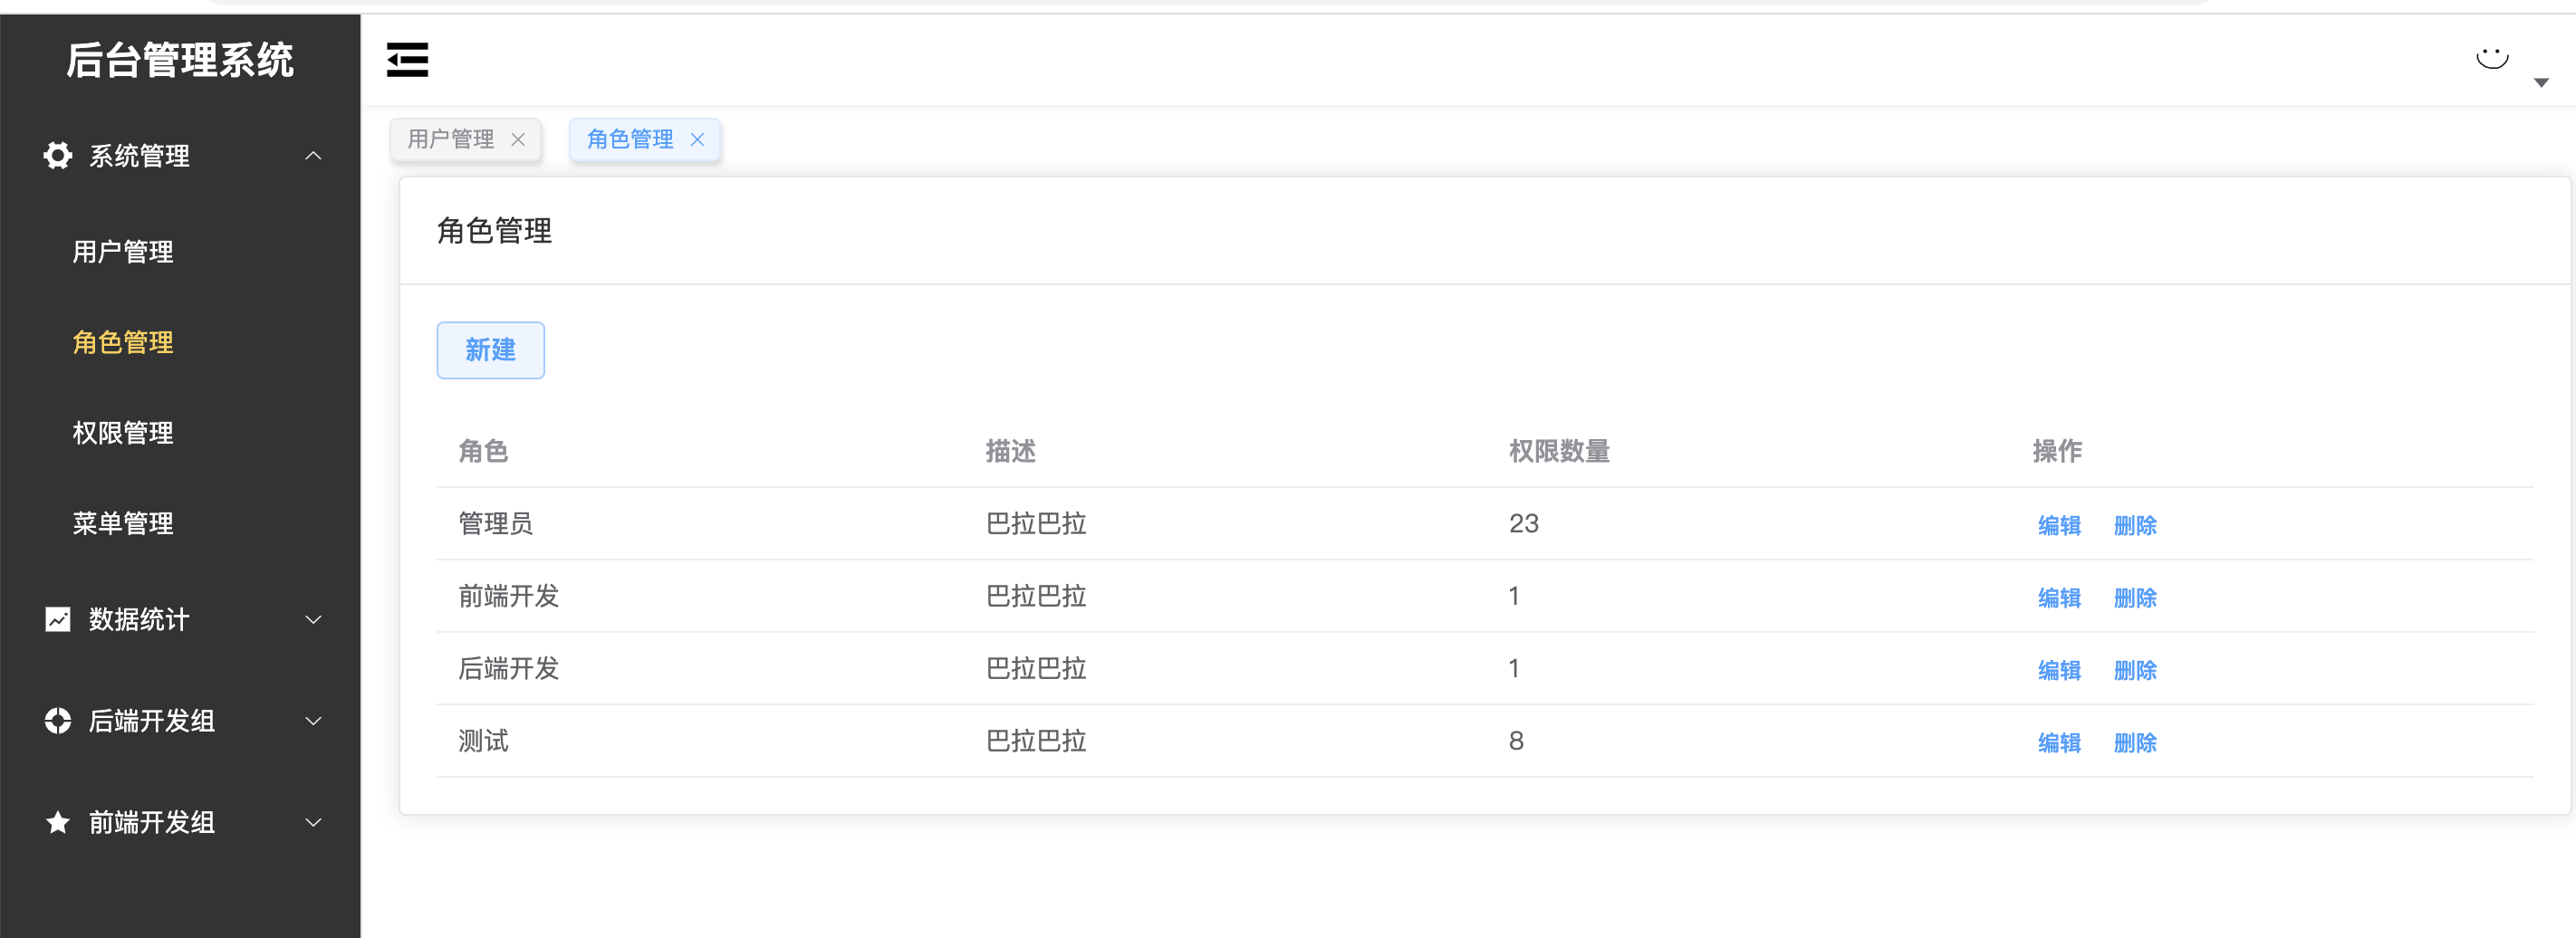 后台管理系统
系统管理
用户管理
角色管理
权限管理
菜单管理
数据统计
后端开发组
前端开发组
用户管理 角色管理
角色管理
新建
角色 描述 权限数量 操作
管理员 巴拉巴拉 23 编辑 删除
前端开发 巴拉巴拉 1 编辑 删除
后端开发 巴拉巴拉 1 编辑 删除
测试 巴拉巴拉 8 编辑 删除